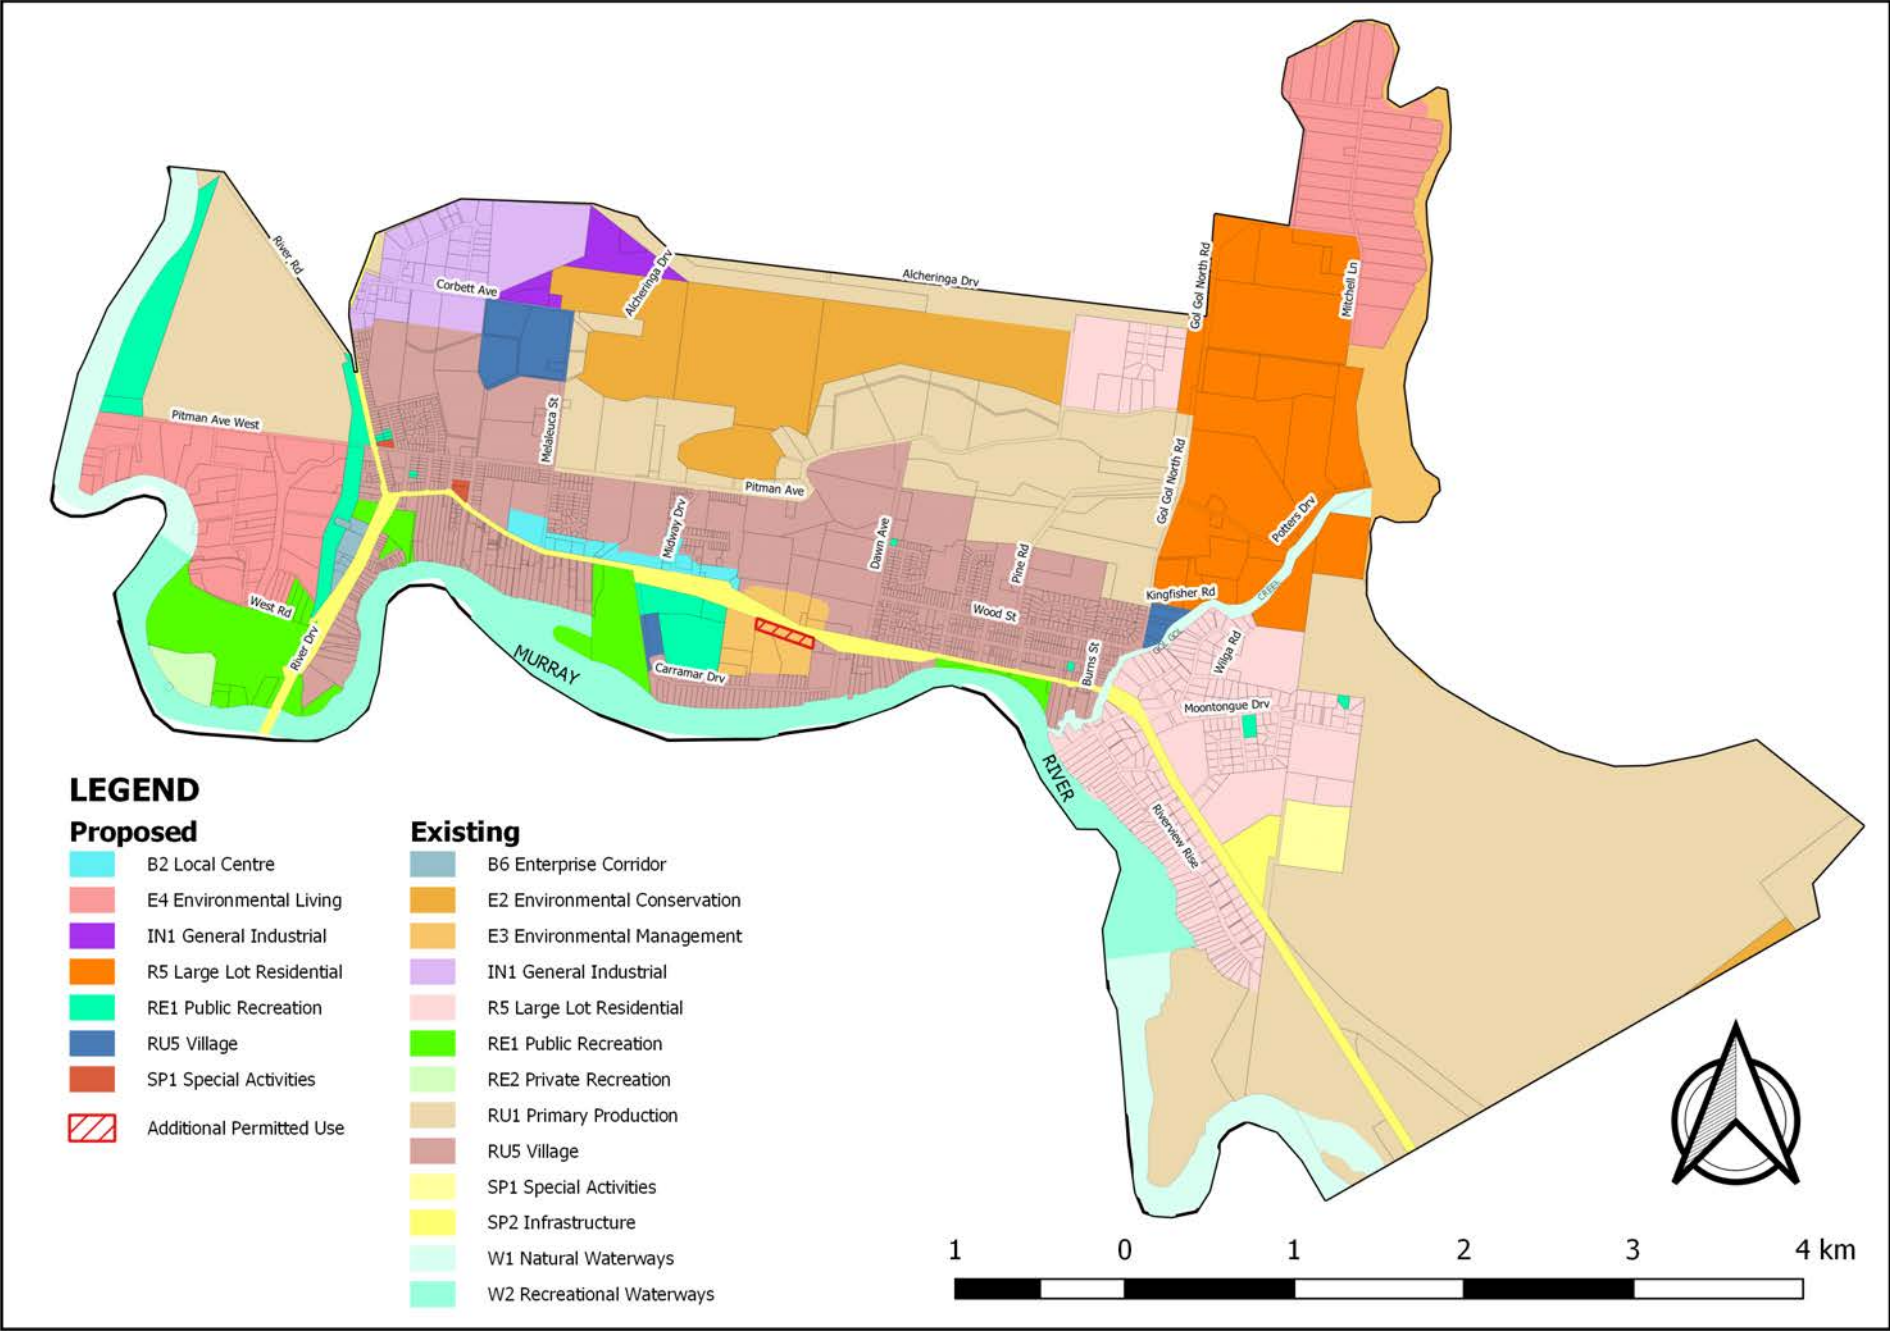 River Rd
Corbett Ave
Alcheringa Drv
Alcheringa Drv
Gol Gol North Rd
Mitchell Ln
Pitman Ave West
Melaleuca St
Pitman Ave
Gol Gol North Rd
Midway Drv
Dawn Ave
Pine Rd
Potters Drv
West Rd
River Drv
Wood St
Kingfisher Rd
CREEK
GOL GOL
MURRAY
Carramar Drv
Burns St
Wilga Rd
Moontongue Drv
RIVER
Riverview Rise
LEGEND
Proposed
B2 Local Centre
E4 Environmental Living
IN1 General Industrial
R5 Large Lot Residential
RE1 Public Recreation
RU5 Village
SP1 Special Activities
Additional Permitted Use
Existing
B6 Enterprise Corridor
E2 Environmental Conservation
E3 Environmental Management
IN1 General Industrial
R5 Large Lot Residential
RE1 Public Recreation
RE2 Private Recreation
RU1 Primary Production
RU5 Village
SP1 Special Activities
SP2 Infrastructure
W1 Natural Waterways
W2 Recreational Waterways
1 0 1 2 3 4 km